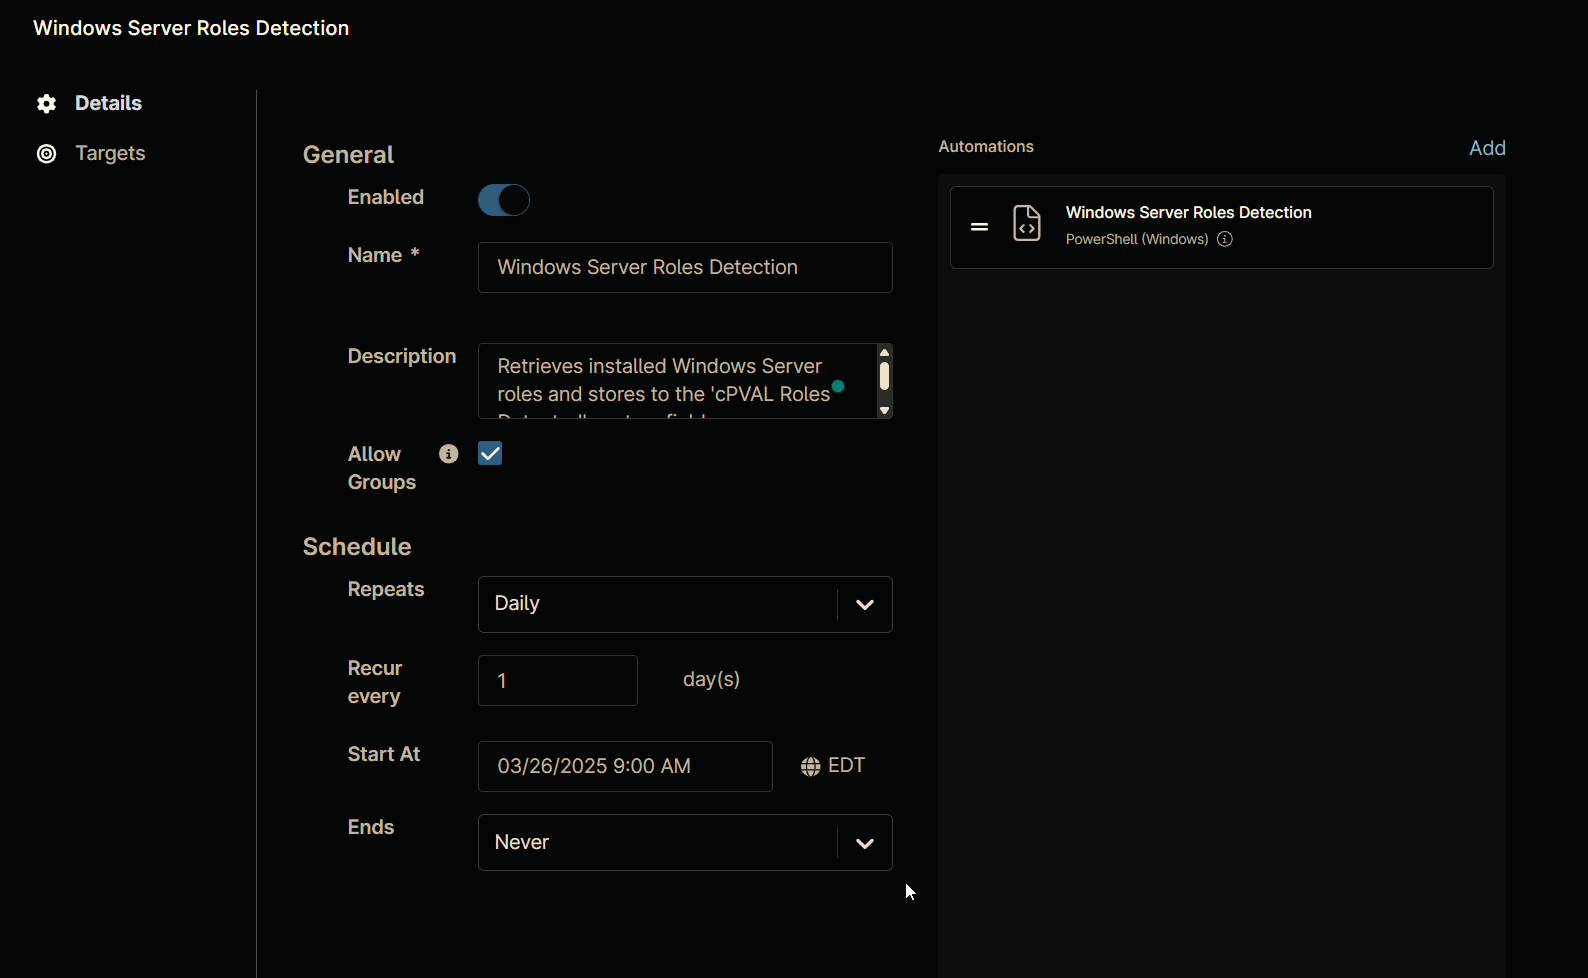 Windows Server Roles Detection
Details
Targets
General
Enabled
Name *
Windows Server Roles Detection
Description
Retrieves installed Windows Server
roles and stores to the 'cPVAL Roles
Allow
Groups
Schedule
Repeats
Daily
Recur
every
1
day(s)
Start At
03/26/2025 9:00 AM
EDT
Ends
Never
Automations
Add
Windows Server Roles Detection
PowerShell (Windows)